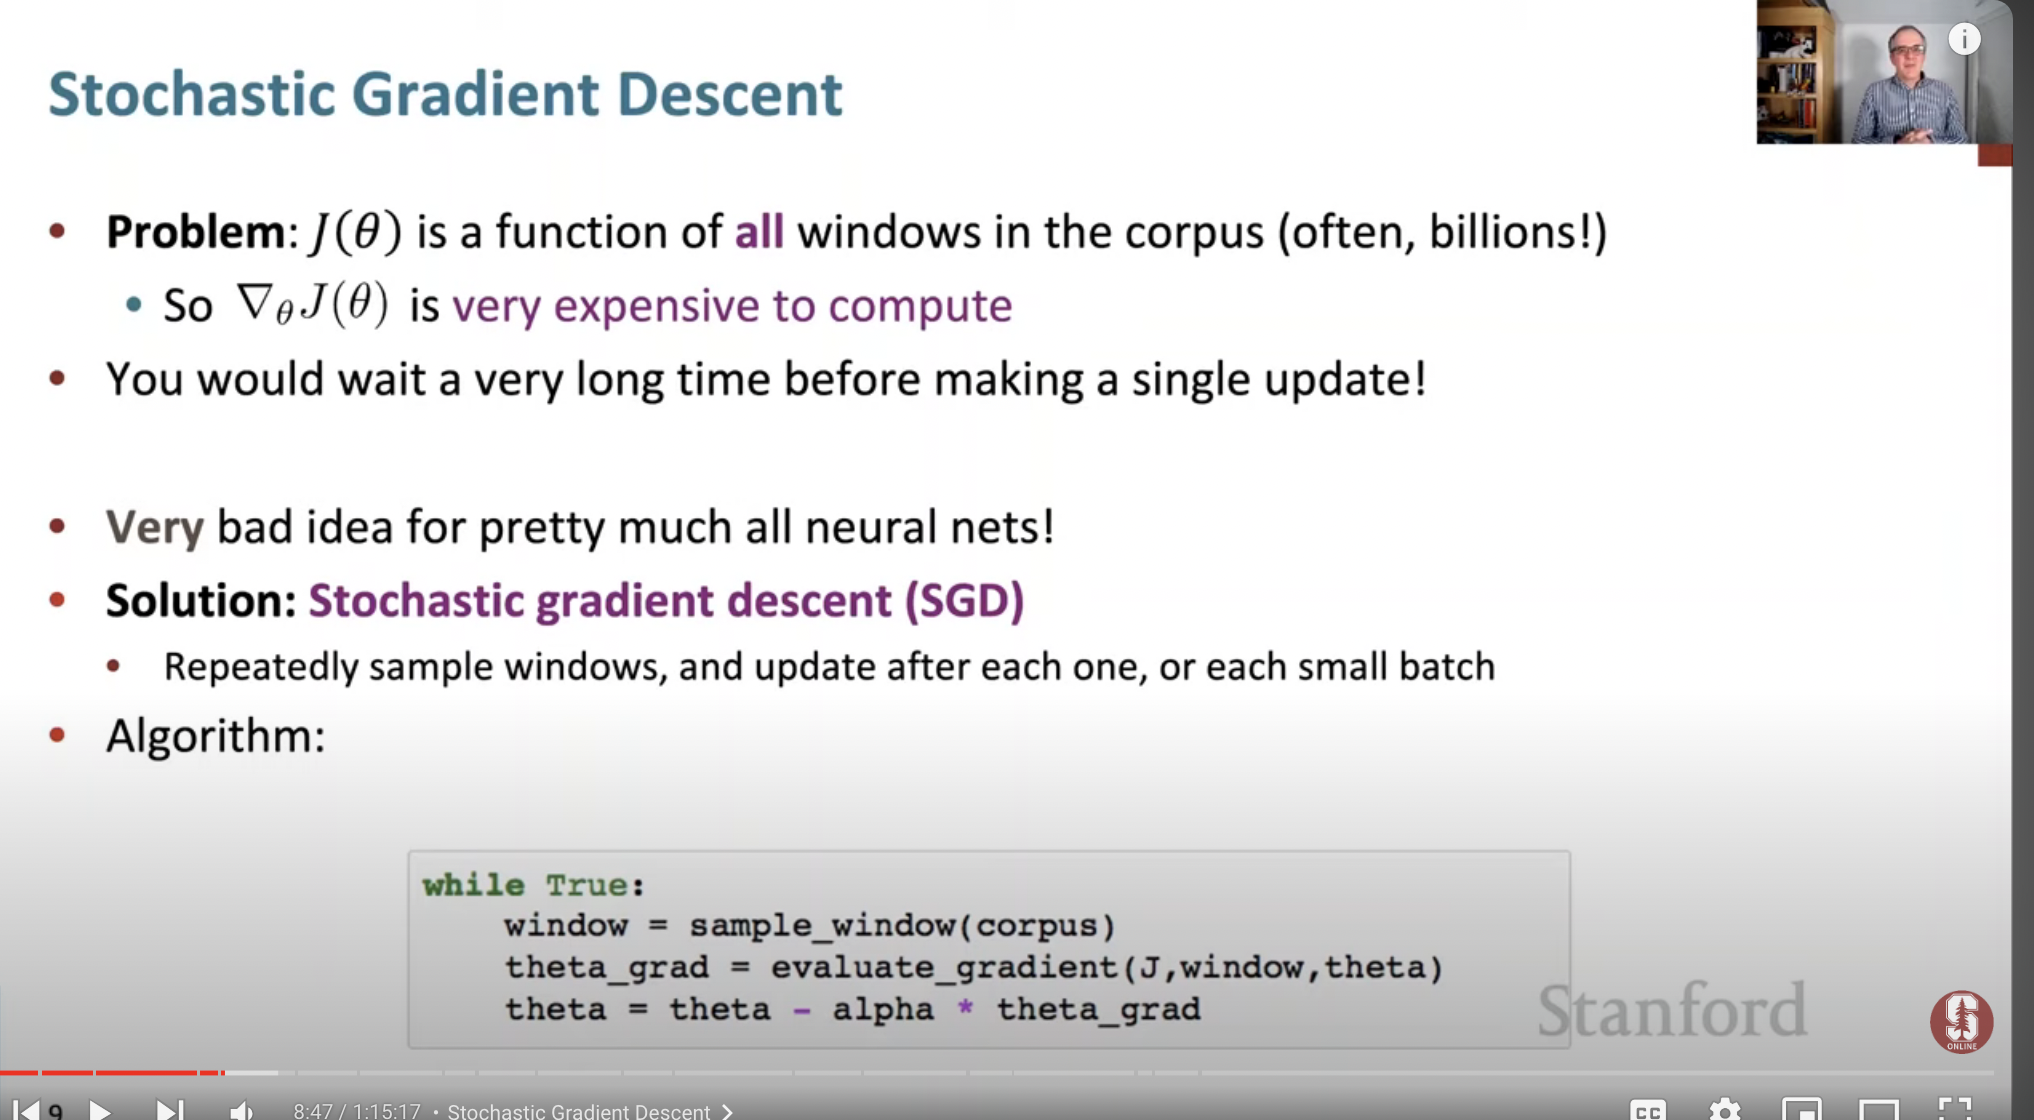 Stochastic Gradient Descent
i
• Problem: J(θ) is a function of all windows in the corpus (often, billions!)
• So ∇θJ(θ) is very expensive to compute
• You would wait a very long time before making a single update!
• Very bad idea for pretty much all neural nets!
• Solution: Stochastic gradient descent (SGD)
• Repeatedly sample windows, and update after each one, or each small batch
• Algorithm:
while True:
    window = sample_window(corpus)
    theta_grad = evaluate_gradient(J,window,theta)
    theta = theta - alpha * theta_grad
Stanford
S
ONLINE
9
8:47 / 1:15:17 • Stochastic Gradient Descent >
CC